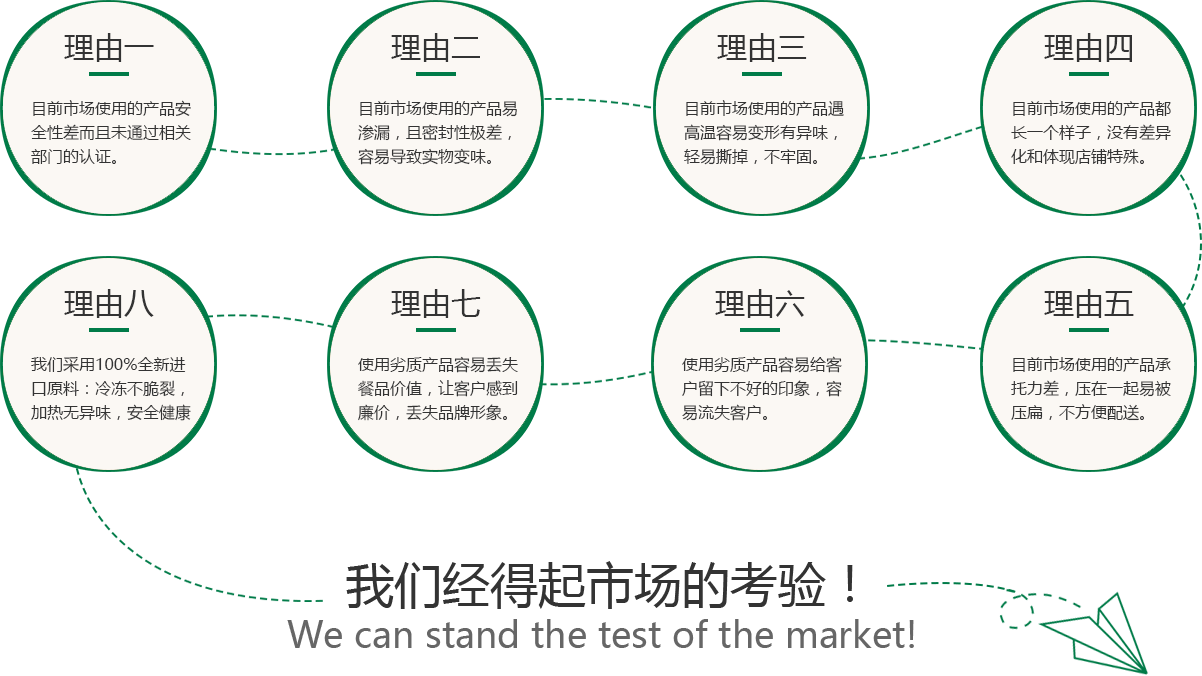 理由一
目前市场使用的产品安
全性差而且未通过相关
部门的认证。
理由二
目前市场使用的产品易
渗漏，且密封性极差，
容易导致实物变味。
理由三
目前市场使用的产品遇
高温容易变形有异味，
轻易撕掉，不牢固。
理由四
目前市场使用的产品都
长一个样子，没有差异
化和体现店铺特殊。
理由五
目前市场使用的产品承
托力差，压在一起易被
压扁，不方便配送。
理由六
使用劣质产品容易给客
户留下不好的印象，容
易流失客户。
理由七
使用劣质产品容易丢失
餐品价值，让客户感到
廉价，丢失品牌形象。
理由八
我们采用100%全新进
口原料：冷冻不脆裂，
加热无异味，安全健康
我们经得起市场的考验！
We can stand the test of the market!